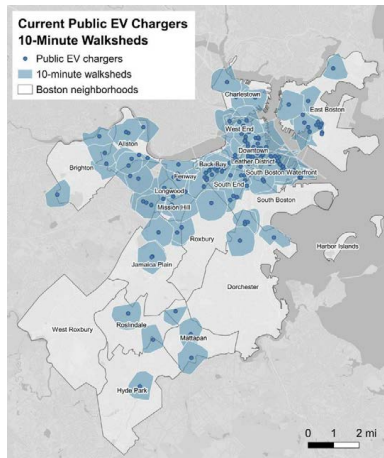 Current Public EV Chargers
10-Minute Walksheds
Public EV chargers
10-minute walksheds
Boston neighborhoods
Charlestown
East Boston
West End
Allston
Downtown
Brighton
Back Bay
Leather District
Fenway
South Boston Waterfront
Longwood
South End
Mission Hill
South Boston
Roxbury
Harbor Islands
Jamaica Plain
Dorchester
West Roxbury
Roslindale
Mattapan
Hyde Park
0 1 2 mi